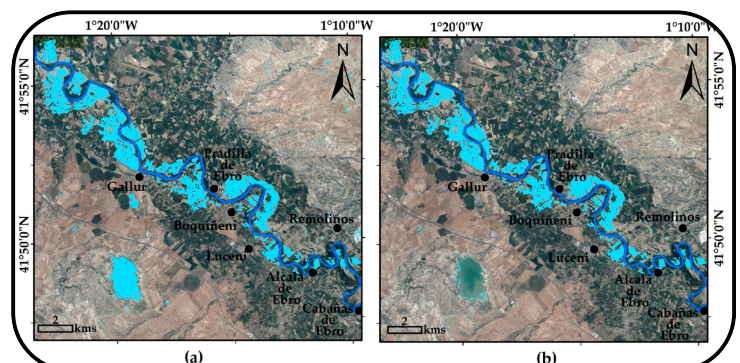 1°20'0"W
1°10'0"W
1°20'0"W
1°10'0"W
41°55'0"N
41°50'0"N
N
Pradilla
de
Ebro
Gallur
Boquiñeni
Remolinos
Luceni
Alcala
de
Ebro
Cabañas
de Ebro
2
kms
(a)
N
Pradilla
de
Ebro
Gallur
Boquiñeni
Remolinos
Luceni
Alcala
de
Ebro
Cabañas
de Ebro
2
kms
(b)
41°55'0"N
41°50'0"N